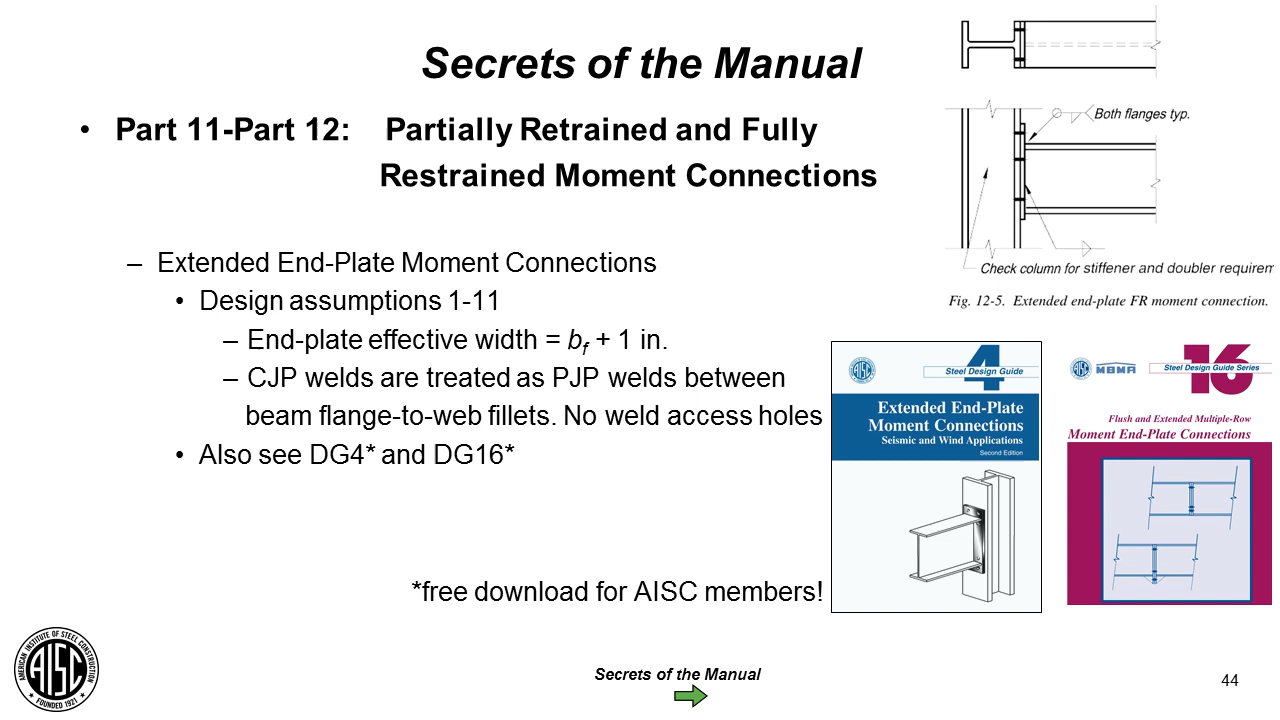 Secrets of the Manual
• Part 11-Part 12: Partially Retrained and Fully
Restrained Moment Connections
– Extended End-Plate Moment Connections
• Design assumptions 1-11
– End-plate effective width = bf + 1 in.
– CJP welds are treated as PJP welds between
beam flange-to-web fillets. No weld access holes
• Also see DG4* and DG16*
*free download for AISC members!
Both flanges typ.
Check column for stiffener and doubler requirem
Fig. 12-5. Extended end-plate FR moment connection.
AISC
4
Steel Design Guide
Extended End-Plate
Moment Connections
Seismic and Wind Applications
Second Edition
AISC
MBMA
16
Steel Design Guide Series
Flush and Extended Multiple-Row
Moment End-Plate Connections
AMERICAN INSTITUTE OF STEEL CONSTRUCTION
AISC
FOUNDED 1921
Secrets of the Manual
44